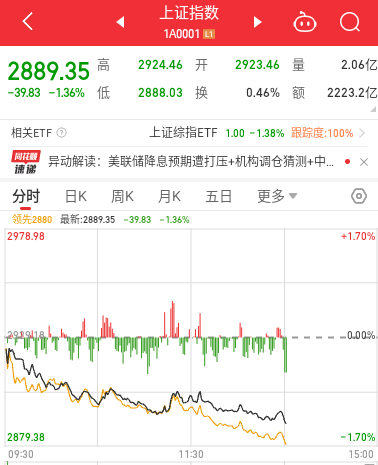 上证指数
1A0001 L1
2889.35 高 2924.46 开 2923.46 量 2.06亿
-39.83 -1.36% 低 2888.03 换 0.46% 额 2223.2亿
相关ETF ? 上证综指ETF 1.00 -1.38% 跟踪度:100%
同花顺 速递 异动解读：美联储降息预期遭打压+机构调仓猜测+中...
分时 日K 周K 月K 五日 更多
领先2880 最新:2889.35 -39.83 -1.36%
2978.98 +1.70%
2929.18 0.00%
2879.38 -1.70%
09:30 11:30 15:00